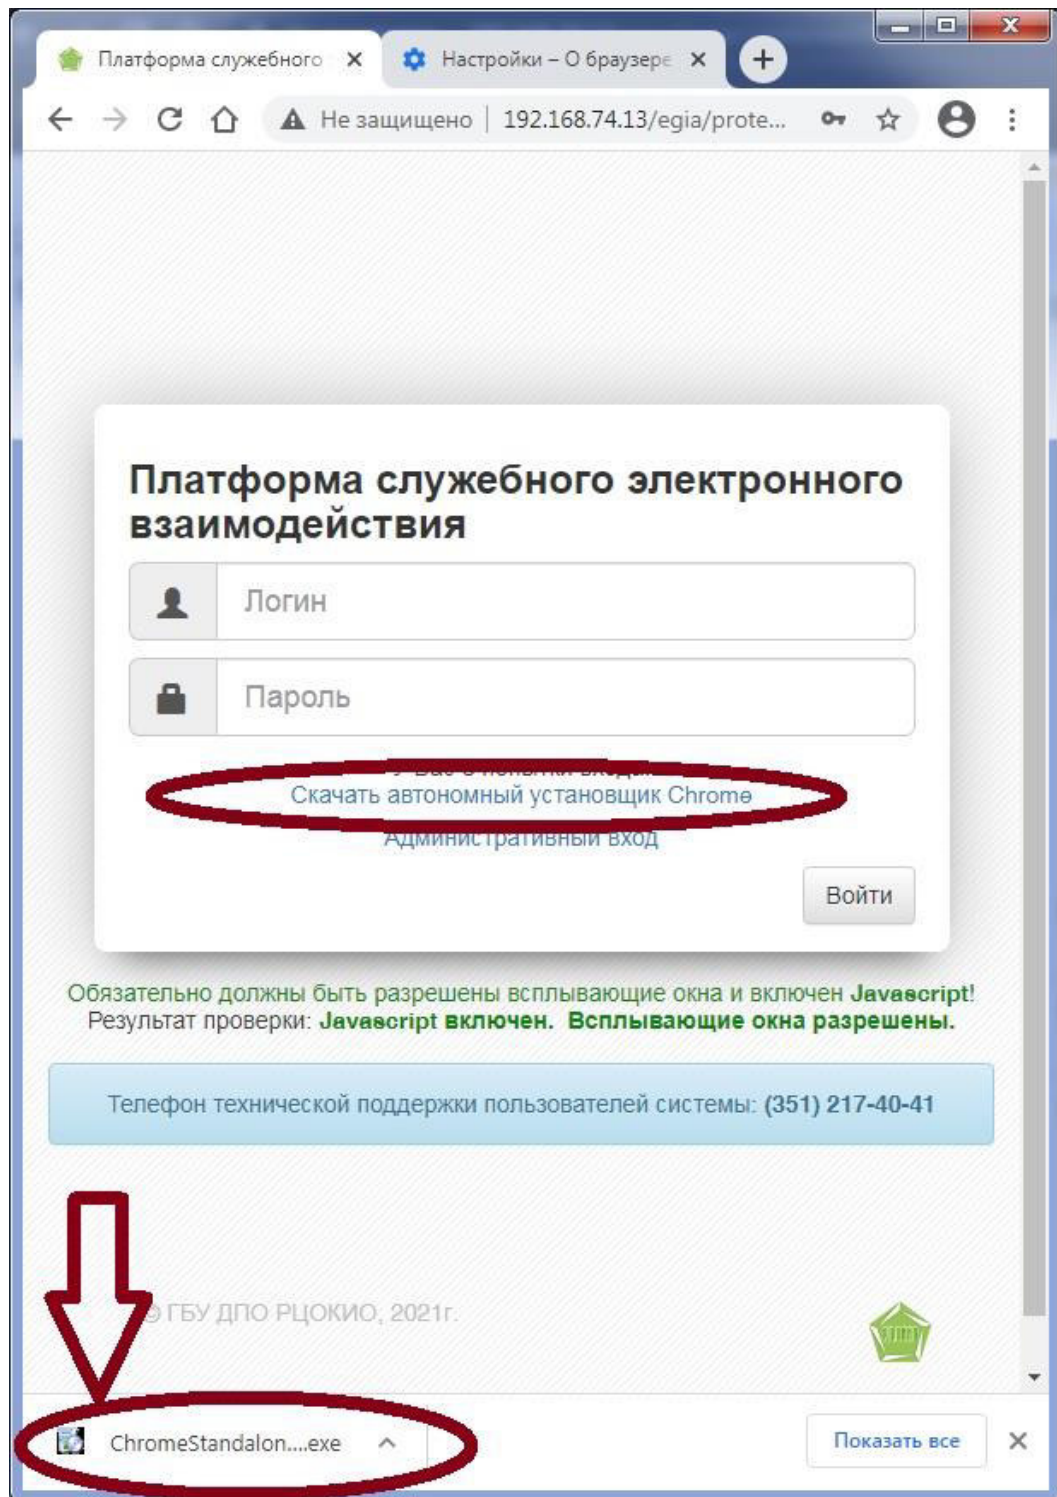 Платформа служебного
Настройки – О браузере
Не защищено | 192.168.74.13/egia/prote...
Платформа служебного электронного
взаимодействия
Логин
Пароль
Скачать автономный установщик Chrome
Административный вход
Войти
Обязательно должны быть разрешены всплывающие окна и включен Javascript!
Результат проверки: Javascript включен. Всплывающие окна разрешены.
Телефон технической поддержки пользователей системы: (351) 217-40-41
© ГБУ ДПО РЦОКИО, 2021г.
ChromeStandalon....exe
Показать все